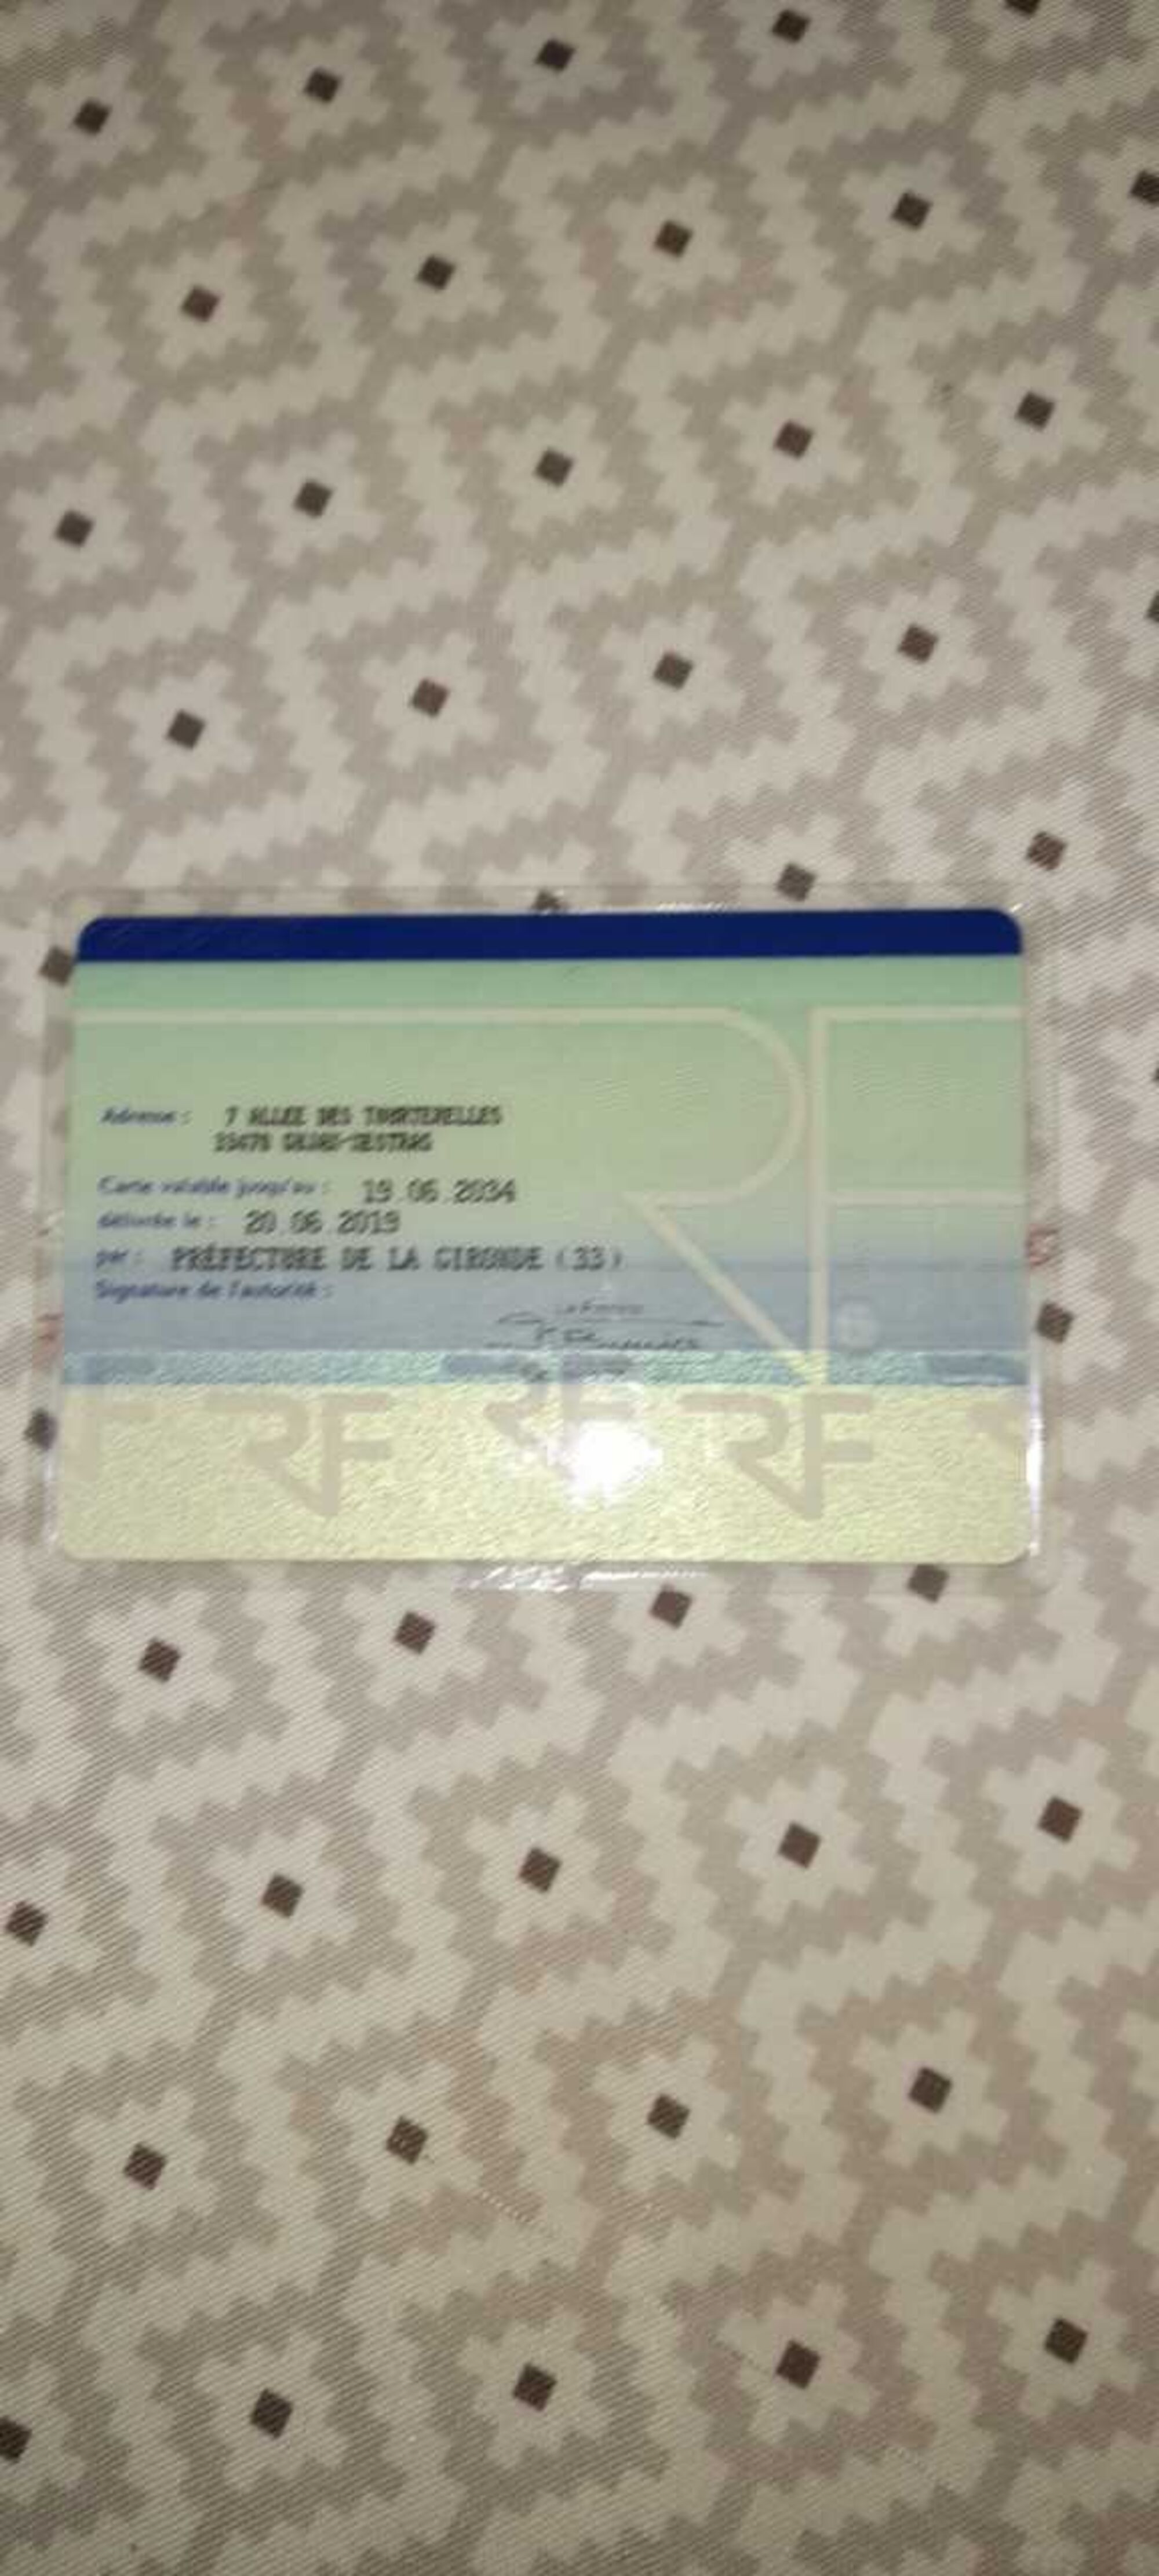 Adresse : 7 ALLEE DES TOURTERELLES
Carte valable jusqu'au : 19.06.2034
délivrée le : 20.06.2019
par : PRÉFECTURE DE LA GIRONDE (33)
Signature de l'autorité :
RF
RF RF RF